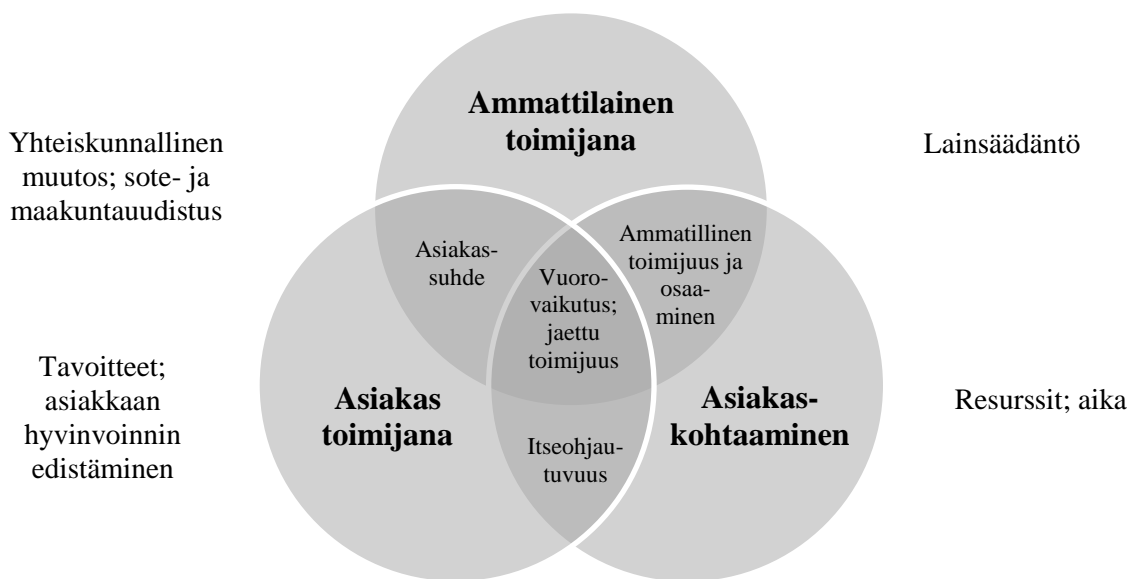 Ammattilainen
toimijana
Yhteiskunnallinen
muutos; sote- ja
maakuntauudistus
Lainsäädäntö
Asiakas-
suhde
Vuoro-
vaikutus;
jaettu
toimijuus
Ammatillinen
toimijuus ja
osaa-
minen
Tavoitteet;
asiakkaan
hyvinvoinnin
edistäminen
Asiakas
toimijana
Itseohjau-
tuvuus
Asiakas-
kohtaaminen
Resurssit; aika